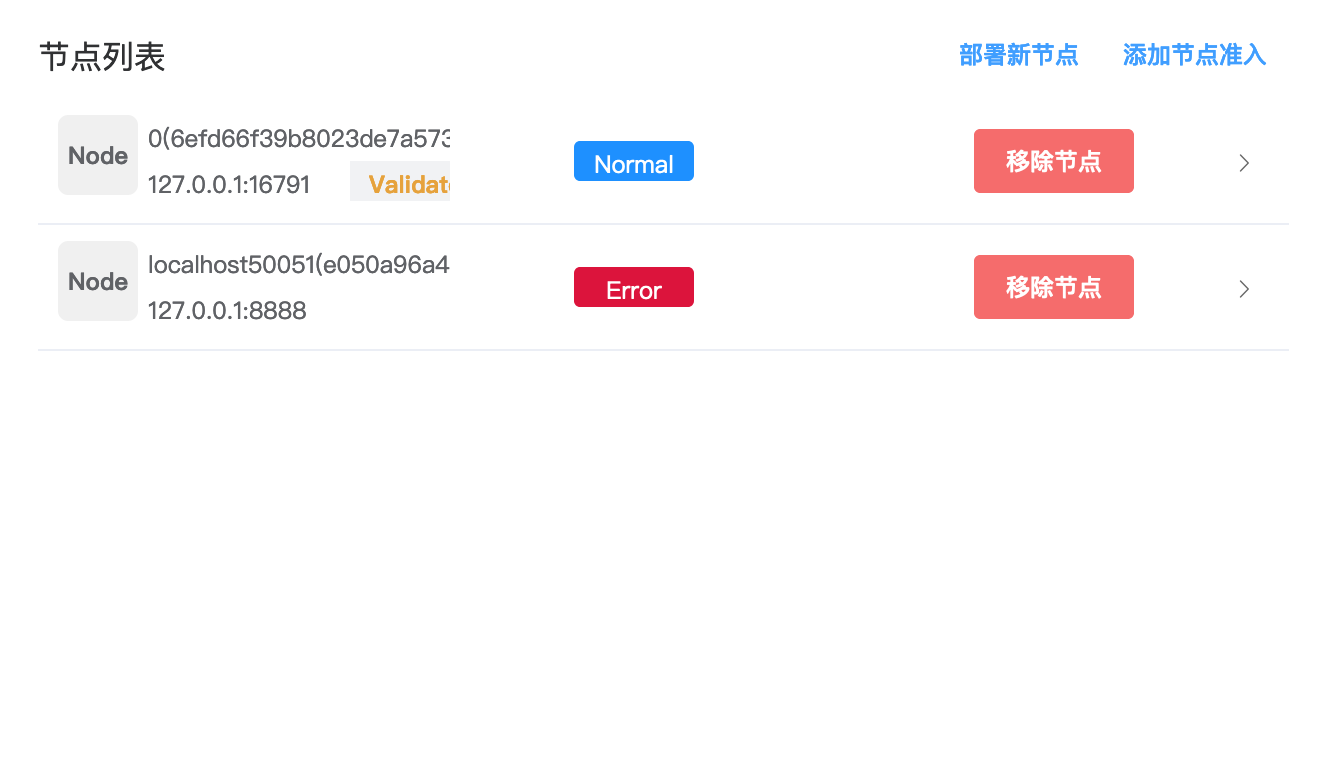 节点列表
部署新节点
添加节点准入
Node
0(6efd66f39b8023de7a573
127.0.0.1:16791
Validat
Normal
移除节点
Node
localhost50051(e050a96a4
127.0.0.1:8888
Error
移除节点